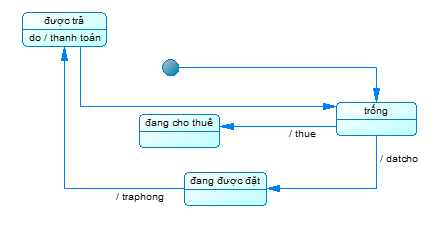 được trả
do / thanh toán
trống
đang cho thuê
/ thue
/ datcho
đang được đặt
/ traphong